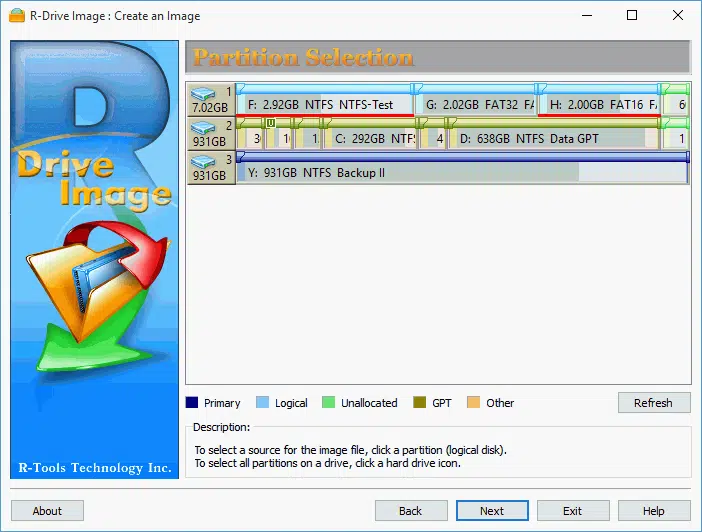 R-Drive Image : Create an Image
Partition Selection
1
7.02GB
F: 2.92GB NTFS NTFS-Test
G: 2.02GB FAT32 FA
H: 2.00GB FAT16 FA
2
931GB
U
C: 292GB NTF
4
D: 638GB NTFS Data GPT
1
3
931GB
Y: 931GB NTFS Backup II
R
Drive
Image
Primary
Logical
Unallocated
GPT
Other
Refresh
Description:
To select a source for the image file, click a partition (logical disk).
To select all partitions on a drive, click a hard drive icon.
R-Tools Technology Inc.
About
Back
Next
Exit
Help